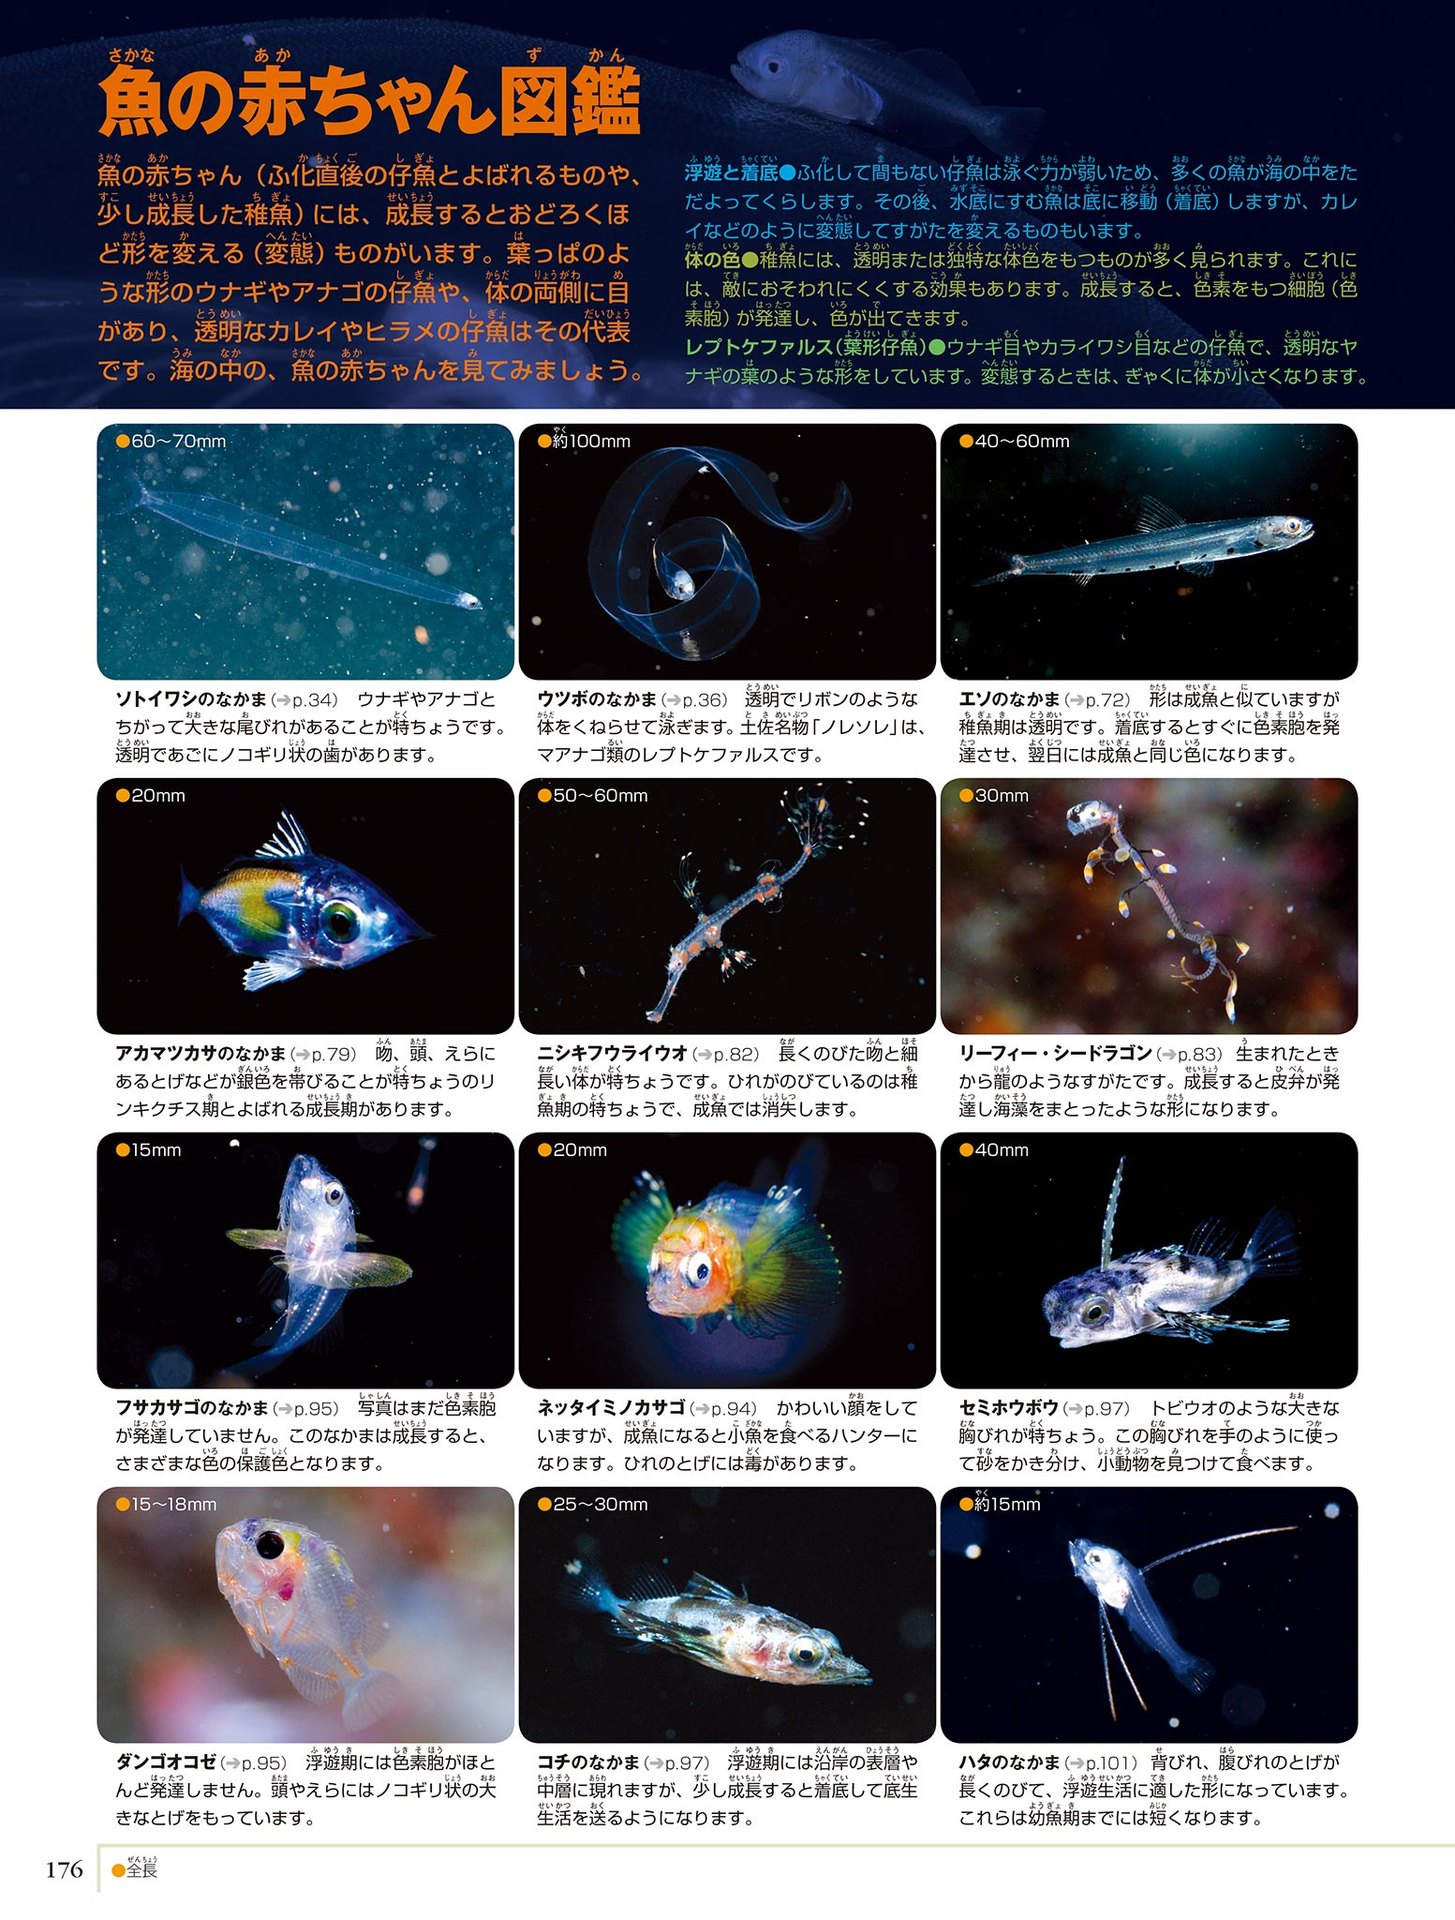 魚の赤ちゃん図鑑
魚の赤ちゃん（ふ化直後の仔魚とよばれるものや、
少し成長した稚魚）には、成長するとおどろくほ
ど形を変える（変態）ものがいます。葉っぱのよ
うな形のウナギやアナゴの仔魚や、体の両側に目
があり、透明なカレイやヒラメの仔魚はその代表
です。海の中の、魚の赤ちゃんを見てみましょう。
浮遊と着底●ふ化して間もない仔魚は泳ぐ力が弱いため、多くの魚が海の中をた
だよってくらします。その後、水底にすむ魚は底に移動（着底）しますが、カレ
イなどのように変態してすがたを変えるものもいます。
体の色●稚魚には、透明または独特な体色をもつものが多く見られます。これに
は、敵におそわれにくくする効果もあります。成長すると、色素をもつ細胞（色
素胞）が発達し、色が出てきます。
レプトケファルス（葉形仔魚）●ウナギ目やカライワシ目などの仔魚で、透明なヤ
ナギの葉のような形をしています。変態するときは、ぎゃくに体が小さくなります。
●60〜70mm
ソトイワシのなかま（➔p.34）　ウナギやアナゴと
ちがって大きな尾びれがあることが特ちょうです。
透明であごにノコギリ状の歯があります。
●約100mm
ウツボのなかま（➔p.36）　透明でリボンのような
体をくねらせて泳ぎます。土佐名物「ノレソレ」は、
マアナゴ類のレプトケファルスです。
●40〜60mm
エソのなかま（➔p.72）　形は成魚と似ていますが
稚魚期は透明です。着底するとすぐに色素胞を発
達させ、翌日には成魚と同じ色になります。
●20mm
アカマツカサのなかま（➔p.79）　吻、頭、えらに
あるとげなどが銀色を帯びることが特ちょうのリ
ンキクチス期とよばれる成長期があります。
●50〜60mm
ニシキフウライウオ（➔p.82）　長くのびた吻と細
長い体が特ちょうです。ひれがのびているのは稚
魚期の特ちょうで、成魚では消失します。
●30mm
リーフィー・シードラゴン（➔p.83）　生まれたとき
から龍のようなすがたです。成長すると皮弁が発
達し海藻をまとったような形になります。
●15mm
フサカサゴのなかま（➔p.95）　写真はまだ色素胞
が発達していません。このなかまは成長すると、
さまざまな色の保護色となります。
●20mm
ネッタイミノカサゴ（➔p.94）　かわいい顔をして
いますが、成魚になると小魚を食べるハンターに
なります。ひれのとげには毒があります。
●40mm
セミホウボウ（➔p.97）　トビウオのような大きな
胸びれが特ちょう。この胸びれを手のように使っ
て砂をかき分け、小動物を見つけて食べます。
●15〜18mm
ダンゴオコゼ（➔p.95）　浮遊期には色素胞がほと
んど発達しません。頭やえらにはノコギリ状の大
きなとげをもっています。
●25〜30mm
コチのなかま（➔p.97）　浮遊期には沿岸の表層や
中層に現れますが、少し成長すると着底して底生
生活を送るようになります。
●約15mm
ハタのなかま（➔p.101）　背びれ、腹びれのとげが
長くのびて、浮遊生活に適した形になっています。
これらは幼魚期までには短くなります。
176
●全長